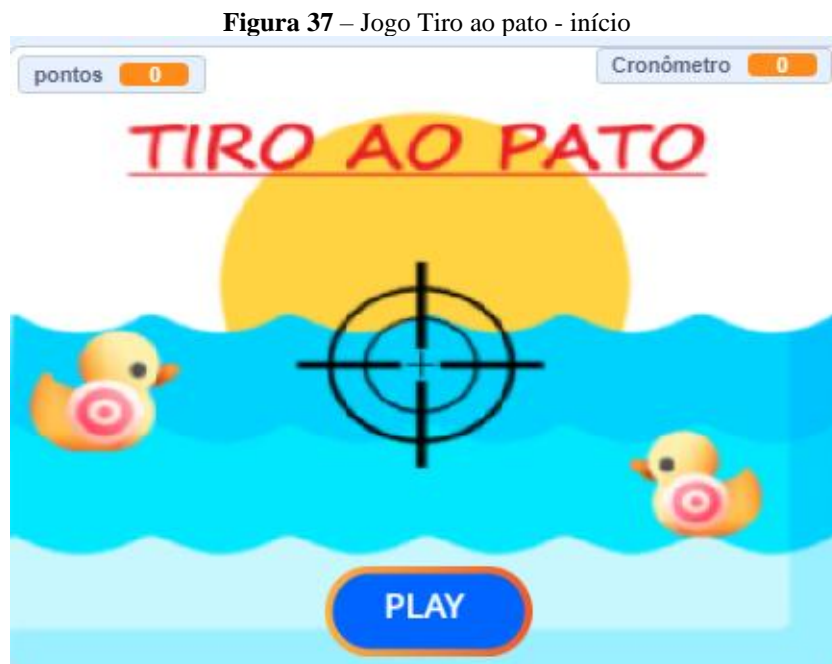 Figura 37 – Jogo Tiro ao pato - início
pontos 0
Cronômetro 0
TIRO AO PATO
PLAY